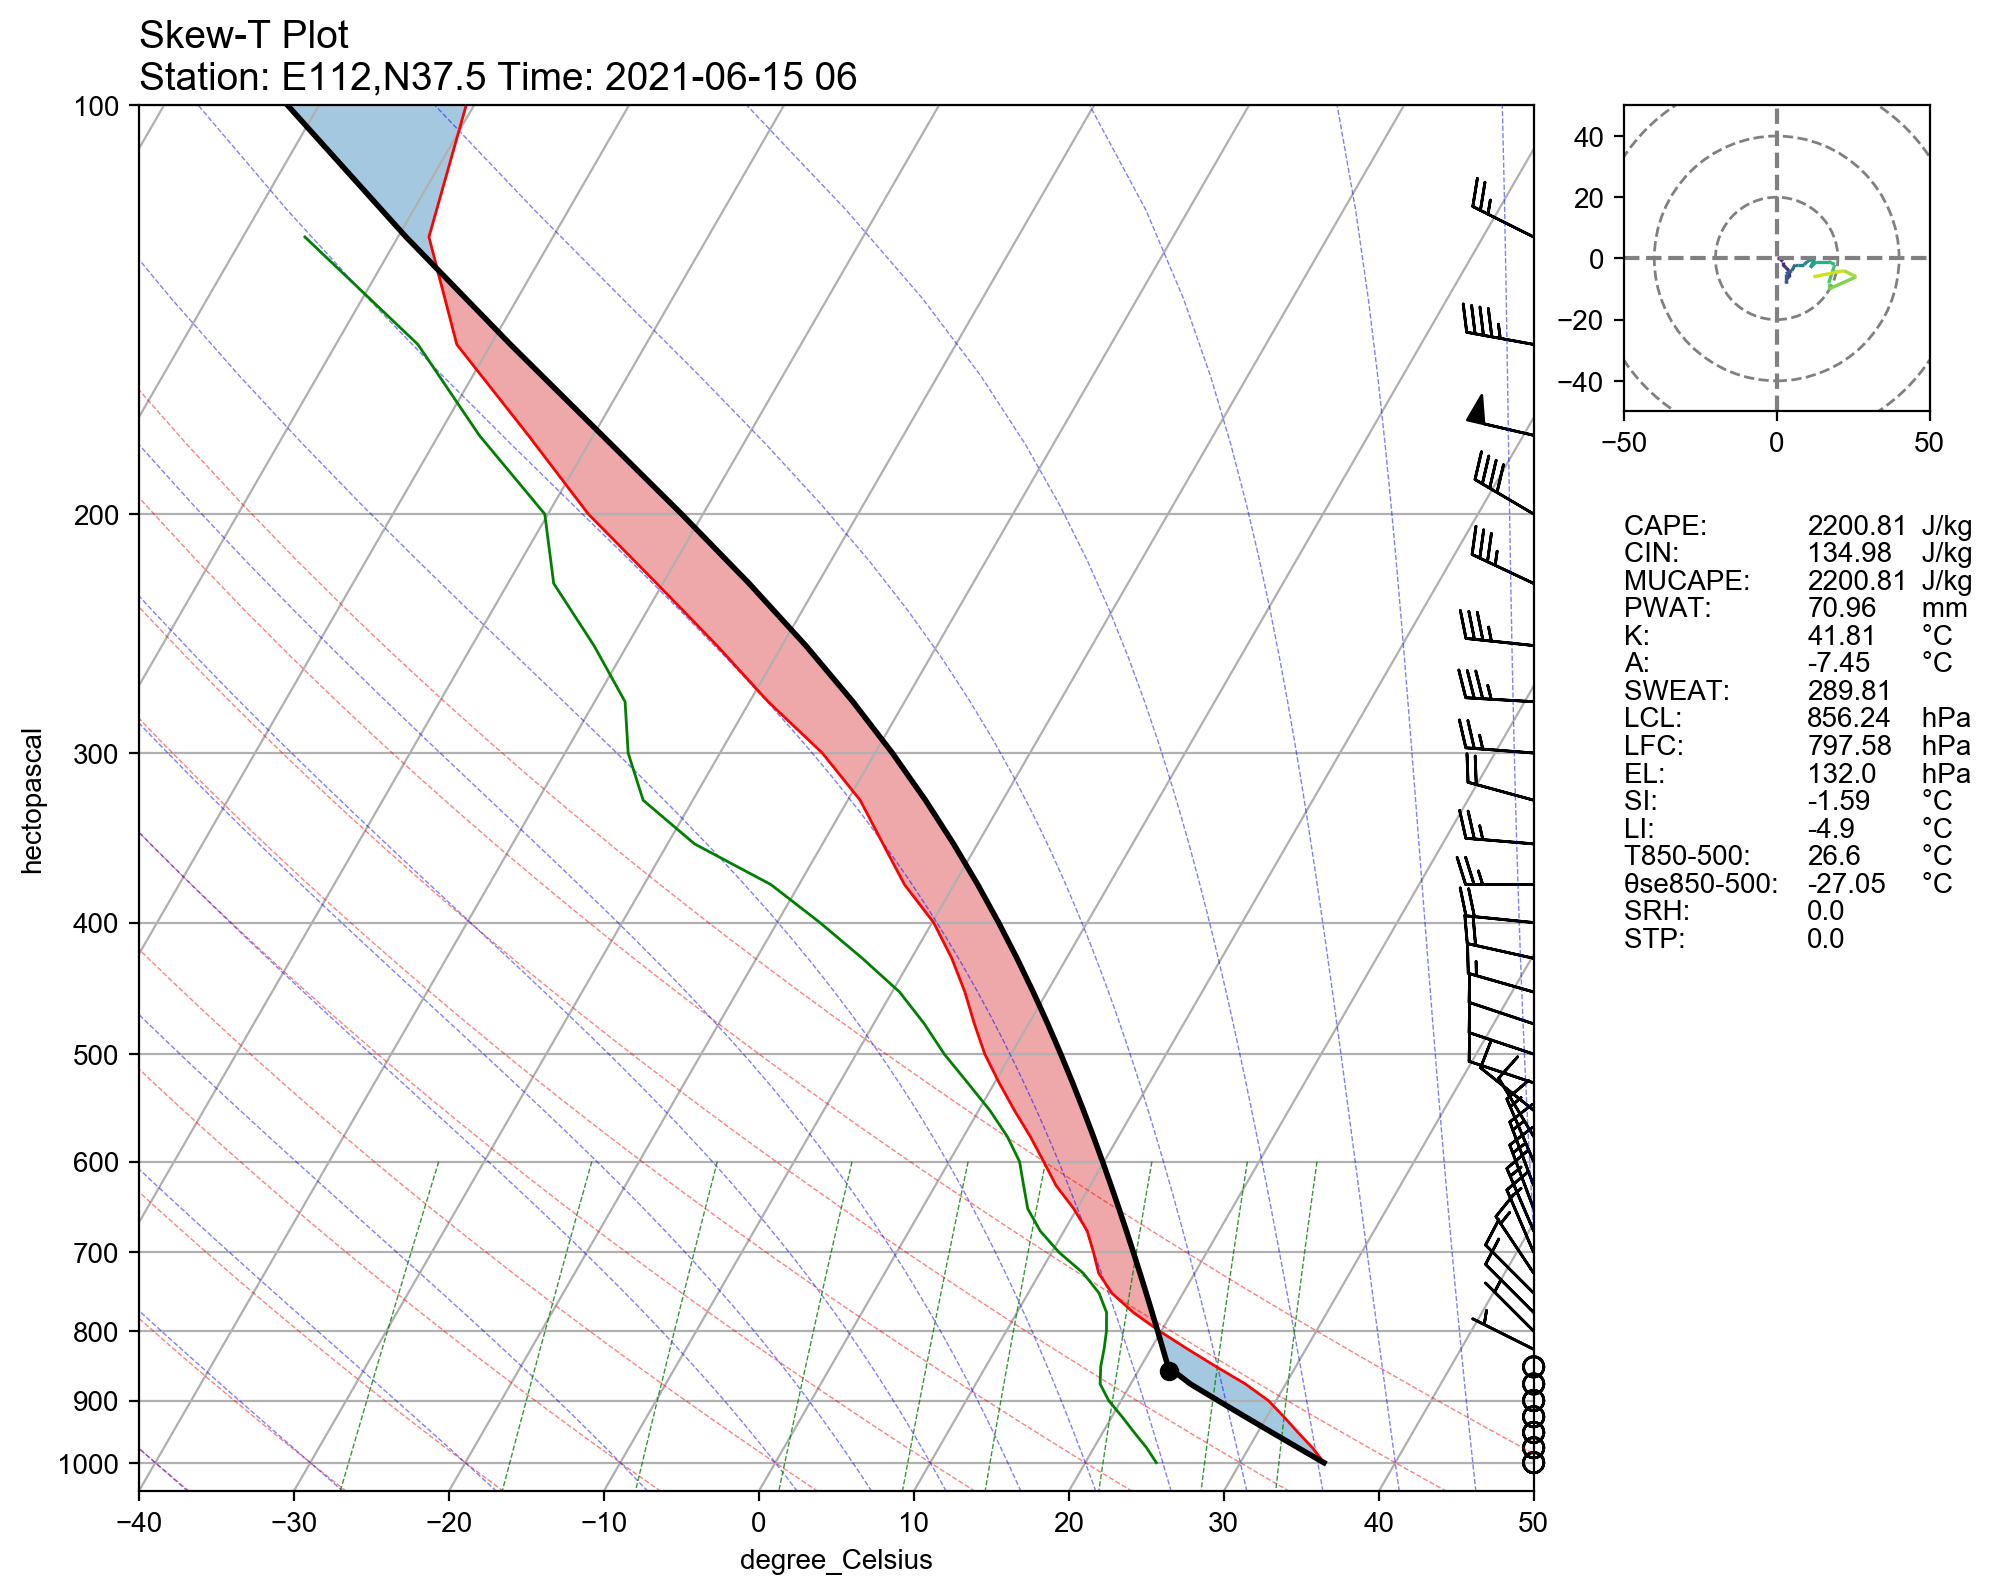 Skew-T Plot
Station: E112,N37.5 Time: 2021-06-15 06
100
200
300
400
500
600
700
800
900
1000
hectopascal
−40 −30 −20 −10 0 10 20 30 40 50
degree_Celsius
40
20
0
−20
−40
−50 0 50
CAPE: 2200.81 J/kg
CIN: 134.98 J/kg
MUCAPE: 2200.81 J/kg
PWAT: 70.96 mm
K: 41.81 °C
A: -7.45 °C
SWEAT: 289.81
LCL: 856.24 hPa
LFC: 797.58 hPa
EL: 132.0 hPa
SI: -1.59 °C
LI: -4.9 °C
T850-500: 26.6 °C
θse850-500: -27.05 °C
SRH: 0.0
STP: 0.0